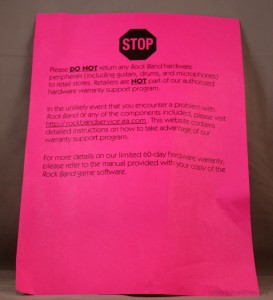 STOP
Please DO NOT return any Rock Band hardware
peripherals (including guitars, drums, and microphones)
to retail stores. Retailers are NOT part of our authorized
hardware warranty support program.
In the unlikely event that you encounter a problem with
Rock Band or any of the components included, please visit
http://rockbandservice.ea.com. This website contains
detailed instructions on how to take advantage of our
warranty support program.
For more details on our limited 60-day hardware warranty,
please refer to the manual provided with your copy of the
Rock Band game software.